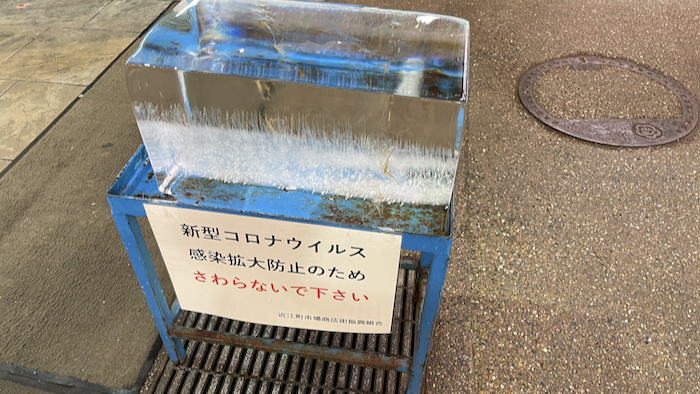 新型コロナウイルス
感染拡大防止のため
さわらないで下さい
近江町市場商店街振興組合